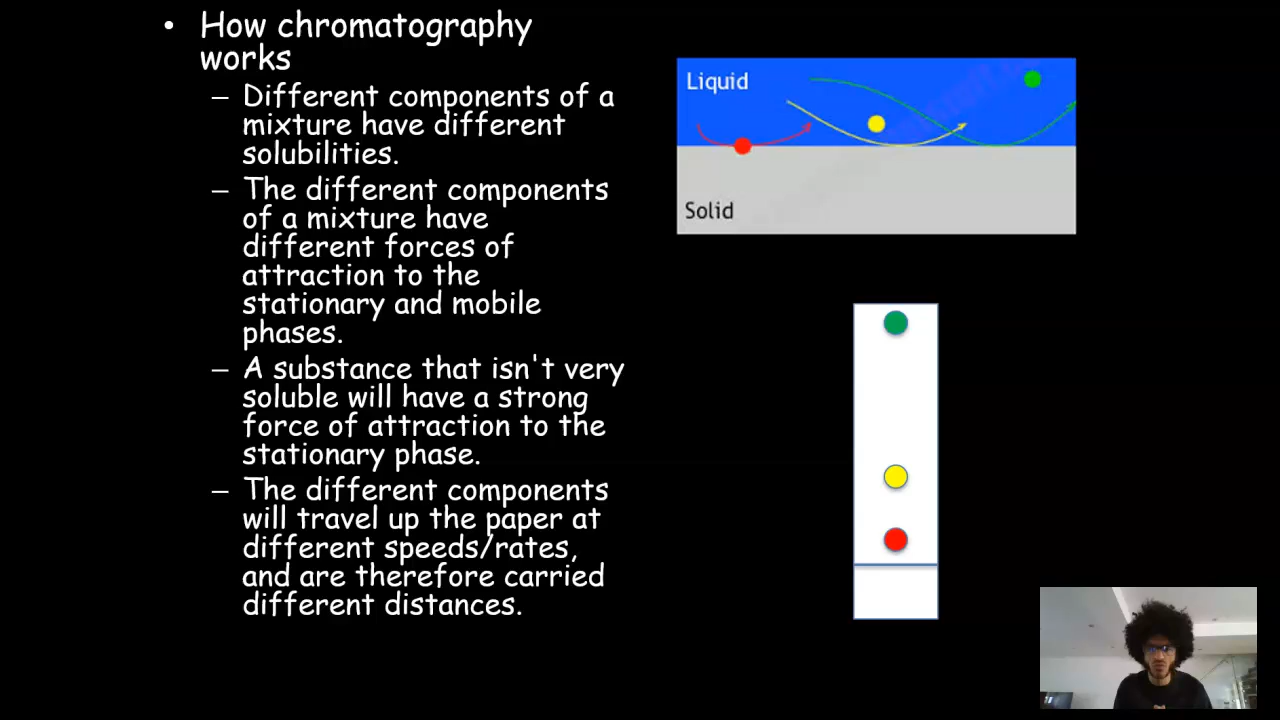 • How chromatography
works
– Different components of a
mixture have different
solubilities.
– The different components
of a mixture have
different forces of
attraction to the
stationary and mobile
phases.
– A substance that isn't very
soluble will have a strong
force of attraction to the
stationary phase.
– The different components
will travel up the paper at
different speeds/rates,
and are therefore carried
different distances.
Liquid
Solid